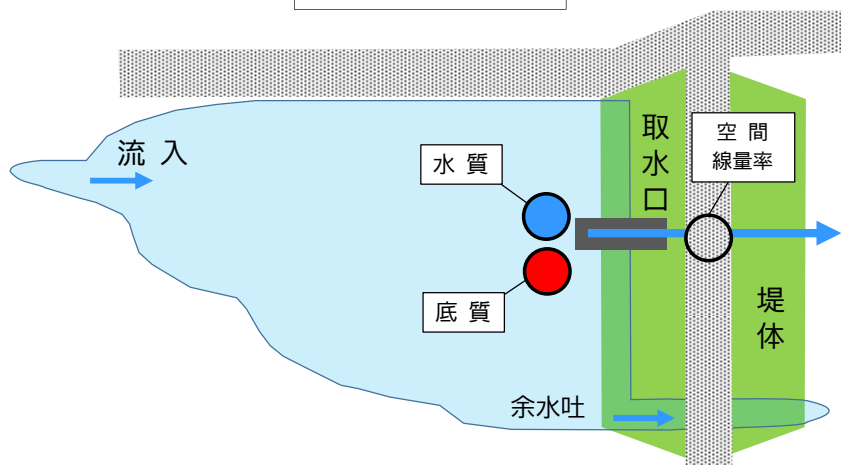 流入
水質
底質
取水口
空間
線量率
堤体
余水吐